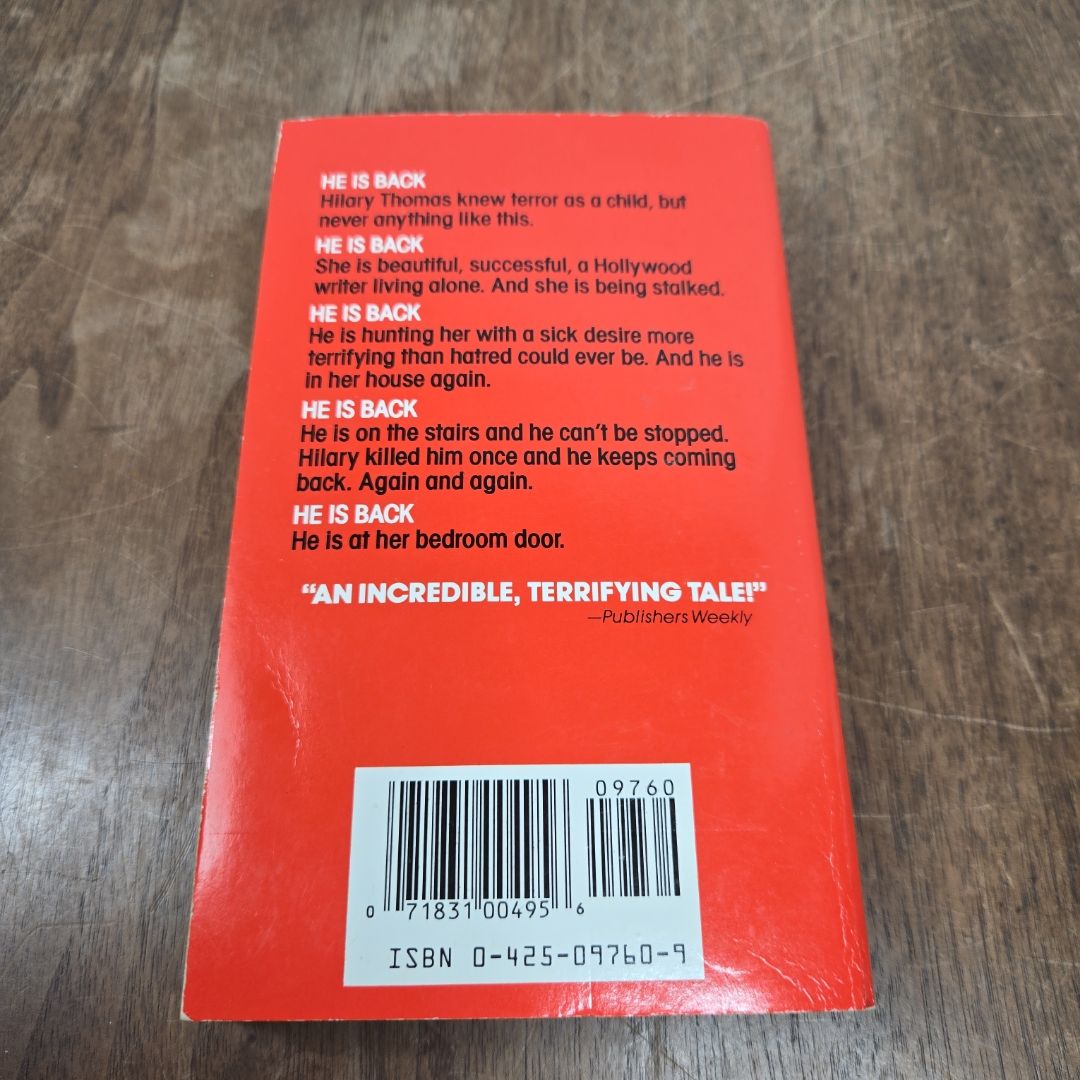 HE IS BACK
Hilary Thomas knew terror as a child, but
never anything like this.
HE IS BACK
She is beautiful, successful, a Hollywood
writer living alone. And she is being stalked.
HE IS BACK
He is hunting her with a sick desire more
terrifying than hatred could ever be. And he is
in her house again.
HE IS BACK
He is on the stairs and he can't be stopped.
Hilary killed him once and he keeps coming
back. Again and again.
HE IS BACK
He is at her bedroom door.
“AN INCREDIBLE, TERRIFYING TALE!”
—Publishers Weekly
09760
0 71831 00495 6
ISBN 0-425-09760-9